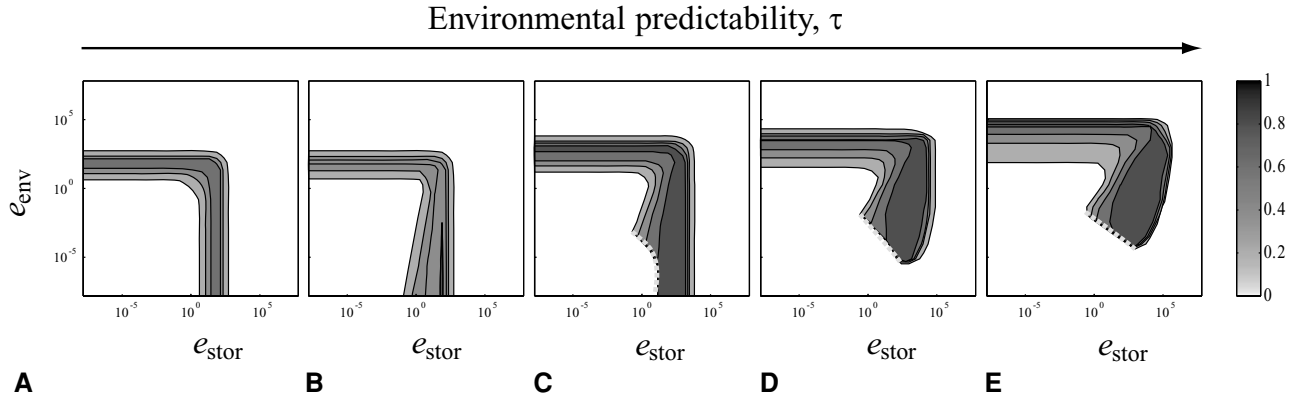 Environmental predictability, τ
e_env
10^5
10^0
10^-5
10^-5 10^0 10^5
10^-5 10^0 10^5
10^-5 10^0 10^5
10^-5 10^0 10^5
10^-5 10^0 10^5
1
0.8
0.6
0.4
0.2
0
e_stor e_stor e_stor e_stor e_stor
A B C D E